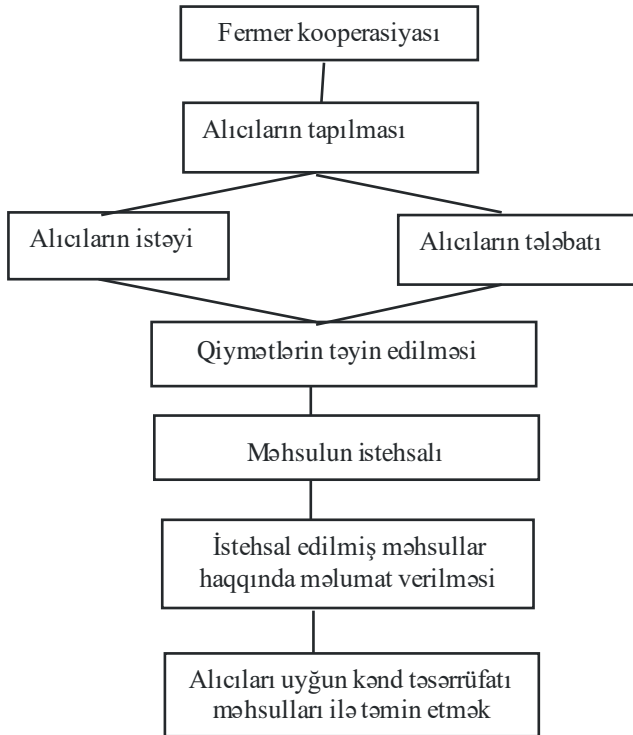 Fermer kooperasiyası
Alıcıların tapılması
Alıcıların istəyi
Alıcıların tələbatı
Qiymətlərin təyin edilməsi
Məhsulun istehsalı
İstehsal edilmiş məhsullar
haqqında məlumat verilməsi
Alıcıları uyğun kənd təsərrüfatı
məhsulları ilə təmin etmək